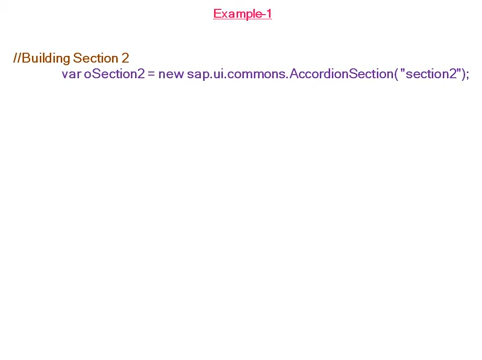 Example-1
//Building Section 2
var oSection2 = new sap.ui.commons.AccordionSection( "section2");